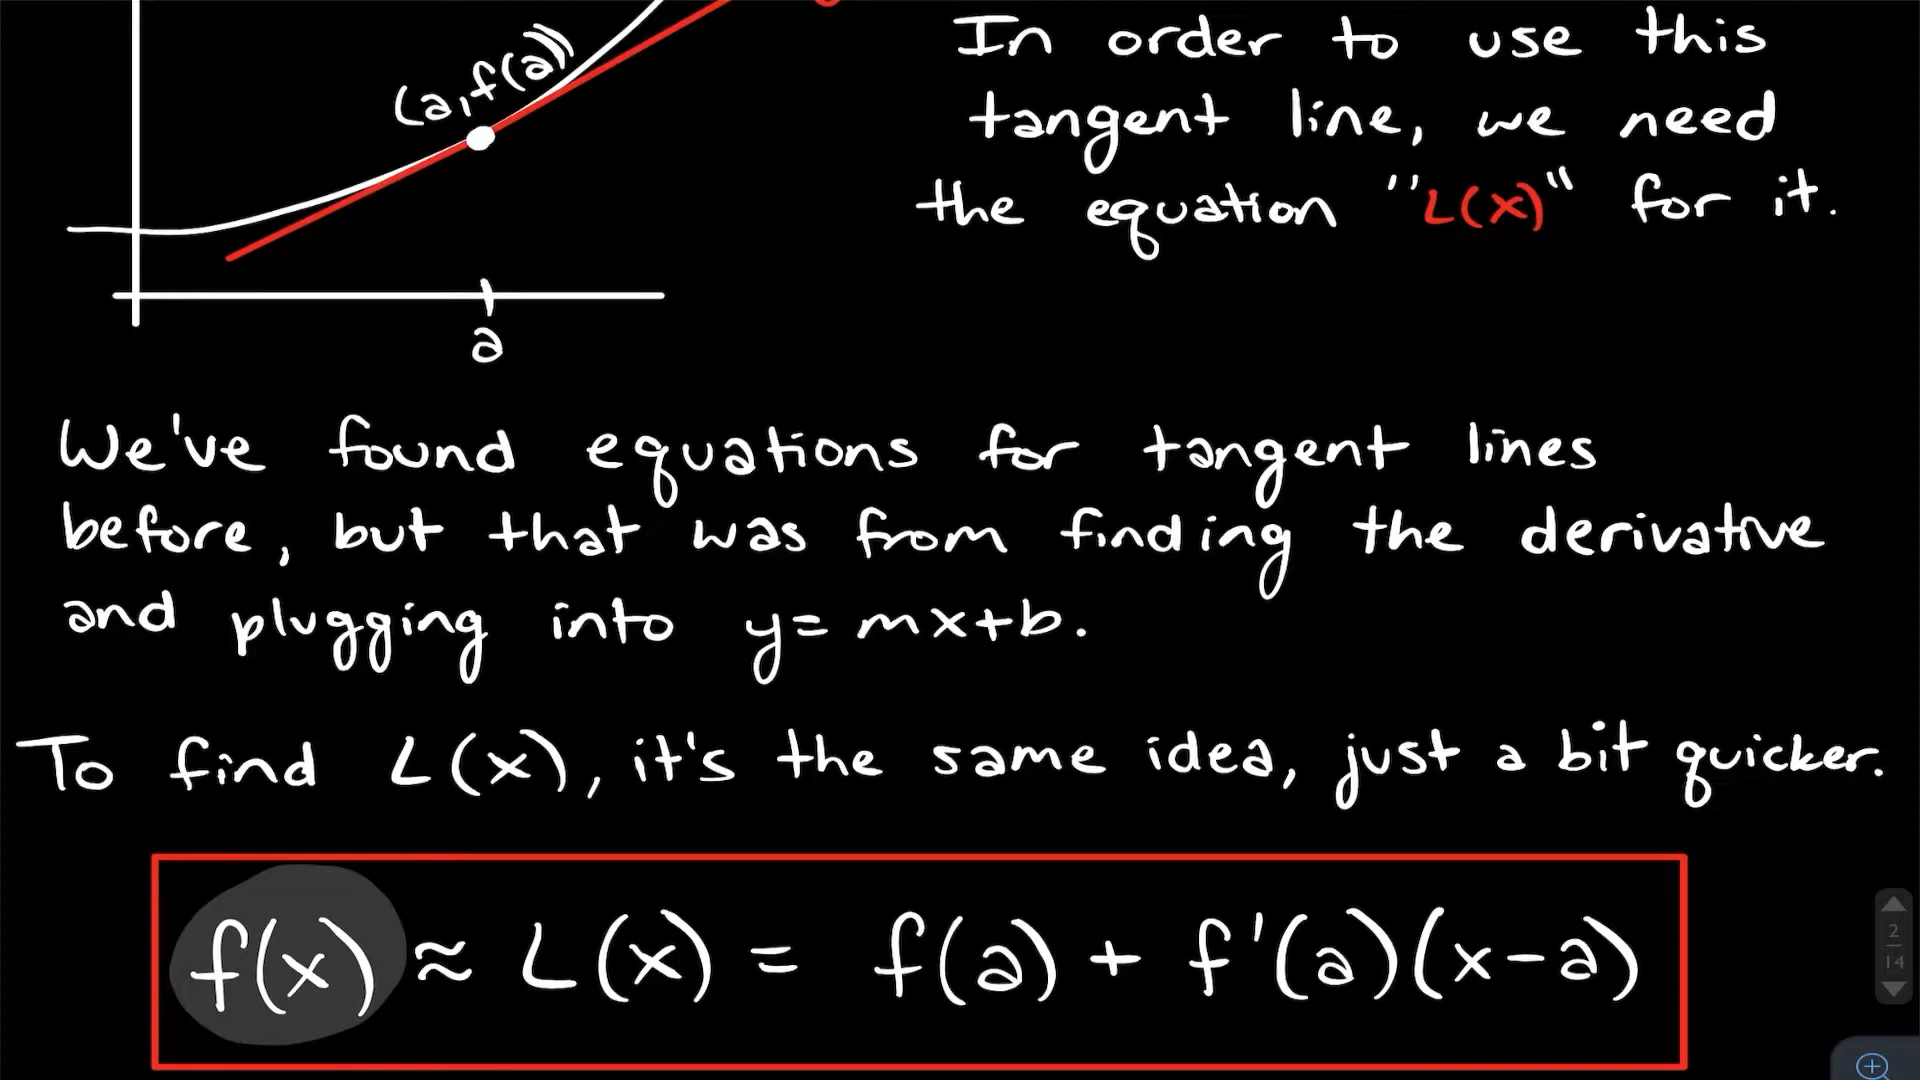 (a, f(a))
a
In order to use this
tangent line, we need
the equation "L(x)" for it.
We've found equations for tangent lines
before, but that was from finding the derivative
and plugging into y = mx+b.
To find L(x), it's the same idea, just a bit quicker.
f(x) ≈ L(x) = f(a) + f'(a)(x-a)
2
14